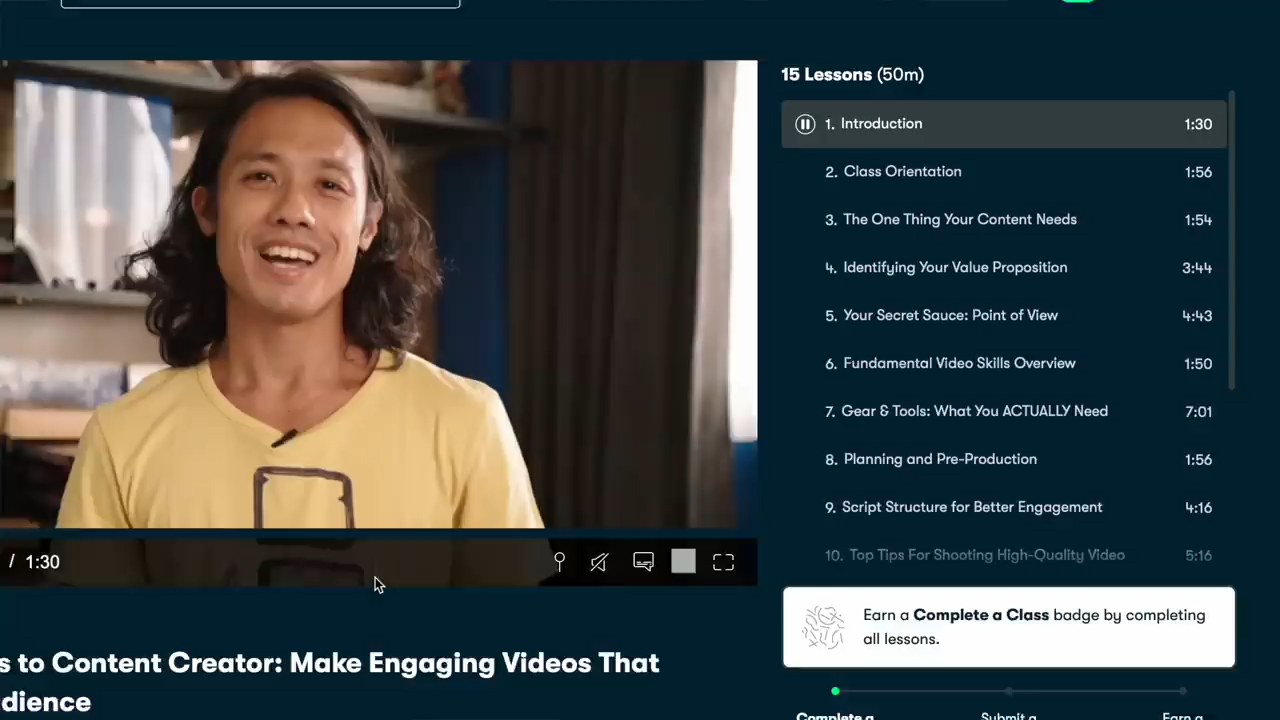 15 Lessons (50m)
1. Introduction 1:30
2. Class Orientation 1:56
3. The One Thing Your Content Needs 1:54
4. Identifying Your Value Proposition 3:44
5. Your Secret Sauce: Point of View 4:43
6. Fundamental Video Skills Overview 1:50
7. Gear & Tools: What You ACTUALLY Need 7:01
8. Planning and Pre-Production 1:56
9. Script Structure for Better Engagement 4:16
10. Top Tips For Shooting High-Quality Video 5:16
/ 1:30
Earn a Complete a Class badge by completing
all lessons.
s to Content Creator: Make Engaging Videos That
dience
Complete a Submit a Earn a